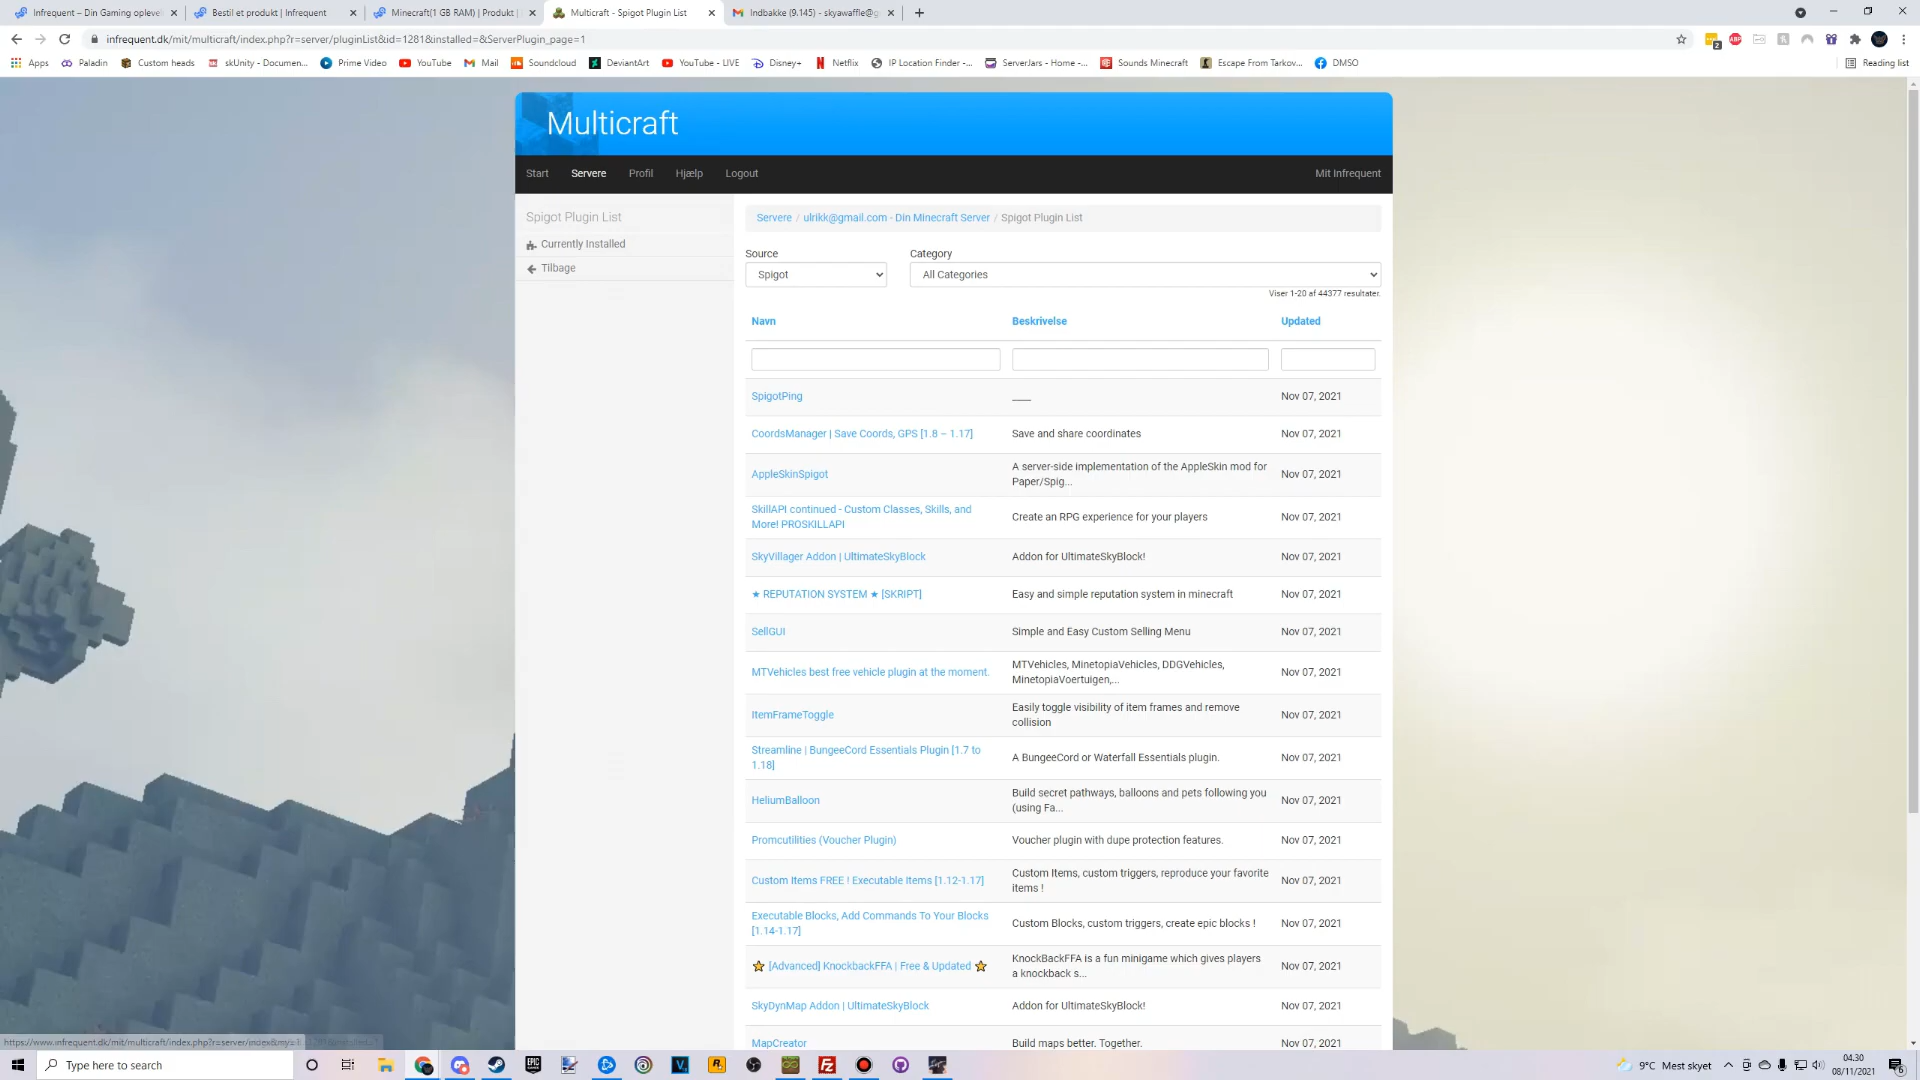 Infrequent – Din Gaming oplevel
Bestil et produkt | Infrequent
Minecraft(1 GB RAM) | Produkt |
Multicraft - Spigot Plugin List
Indbakke (9.145) - skyawaffle@g
infrequent.dk/mit/multicraft/index.php?r=server/pluginList&id=1281&installed=&ServerPlugin_page=1
Apps
Paladin
Custom heads
skUnity - Documen...
Prime Video
YouTube
Mail
Soundcloud
DeviantArt
YouTube - LIVE
Disney+
Netflix
IP Location Finder -...
ServerJars - Home -...
Sounds Minecraft
Escape From Tarkov...
DMSO
Reading list
Multicraft
Start
Servere
Profil
Hjælp
Logout
Mit Infrequent
Spigot Plugin List
Currently Installed
Tilbage
Servere / ulrikk@gmail.com - Din Minecraft Server / Spigot Plugin List
Source
Category
Spigot
All Categories
Viser 1-20 af 44377 resultater.
Navn
Beskrivelse
Updated
SpigotPing
____
Nov 07, 2021
CoordsManager | Save Coords, GPS [1.8 – 1.17]
Save and share coordinates
Nov 07, 2021
AppleSkinSpigot
A server-side implementation of the AppleSkin mod for
Paper/Spig...
Nov 07, 2021
SkillAPI continued - Custom Classes, Skills, and
More! PROSKILLAPI
Create an RPG experience for your players
Nov 07, 2021
SkyVillager Addon | UltimateSkyBlock
Addon for UltimateSkyBlock!
Nov 07, 2021
★ REPUTATION SYSTEM ★ [SKRIPT]
Easy and simple reputation system in minecraft
Nov 07, 2021
SellGUI
Simple and Easy Custom Selling Menu
Nov 07, 2021
MTVehicles best free vehicle plugin at the moment.
MTVehicles, MinetopiaVehicles, DDGVehicles,
MinetopiaVoertuigen,...
Nov 07, 2021
ItemFrameToggle
Easily toggle visibility of item frames and remove
collision
Nov 07, 2021
Streamline | BungeeCord Essentials Plugin [1.7 to
1.18]
A BungeeCord or Waterfall Essentials plugin.
Nov 07, 2021
HeliumBalloon
Build secret pathways, balloons and pets following you
(using Fa...
Nov 07, 2021
Promcutilities (Voucher Plugin)
Voucher plugin with dupe protection features.
Nov 07, 2021
Custom Items FREE ! Executable Items [1.12-1.17]
Custom Items, custom triggers, reproduce your favorite
items !
Nov 07, 2021
Executable Blocks, Add Commands To Your Blocks
[1.14-1.17]
Custom Blocks, custom triggers, create epic blocks !
Nov 07, 2021
⭐ [Advanced] KnockbackFFA | Free & Updated ⭐
KnockBackFFA is a fun minigame which gives players
a knockback s...
Nov 07, 2021
SkyDynMap Addon | UltimateSkyBlock
Addon for UltimateSkyBlock!
Nov 07, 2021
MapCreator
Build maps better. Together.
Type here to search
9°C Mest skyet
04.30
08/11/2021